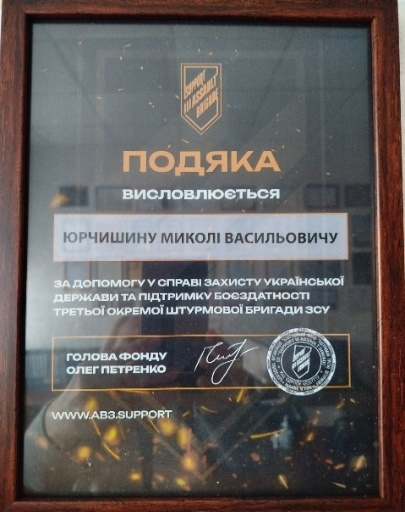 SUPPORT
III ASSAULT
BRIGADE
ПОДЯКА
ВИСЛОВЛЮЄТЬСЯ
ЮРЧИШИНУ МИКОЛІ ВАСИЛЬОВИЧУ
ЗА ДОПОМОГУ У СПРАВІ ЗАХИСТУ УКРАЇНСЬКОЇ
ДЕРЖАВИ ТА ПІДТРИМКУ БОЄЗДАТНОСТІ
ТРЕТЬОЇ ОКРЕМОЇ ШТУРМОВОЇ БРИГАДИ ЗСУ
ГОЛОВА ФОНДУ
ОЛЕГ ПЕТРЕНКО
WWW.AB3.SUPPORT